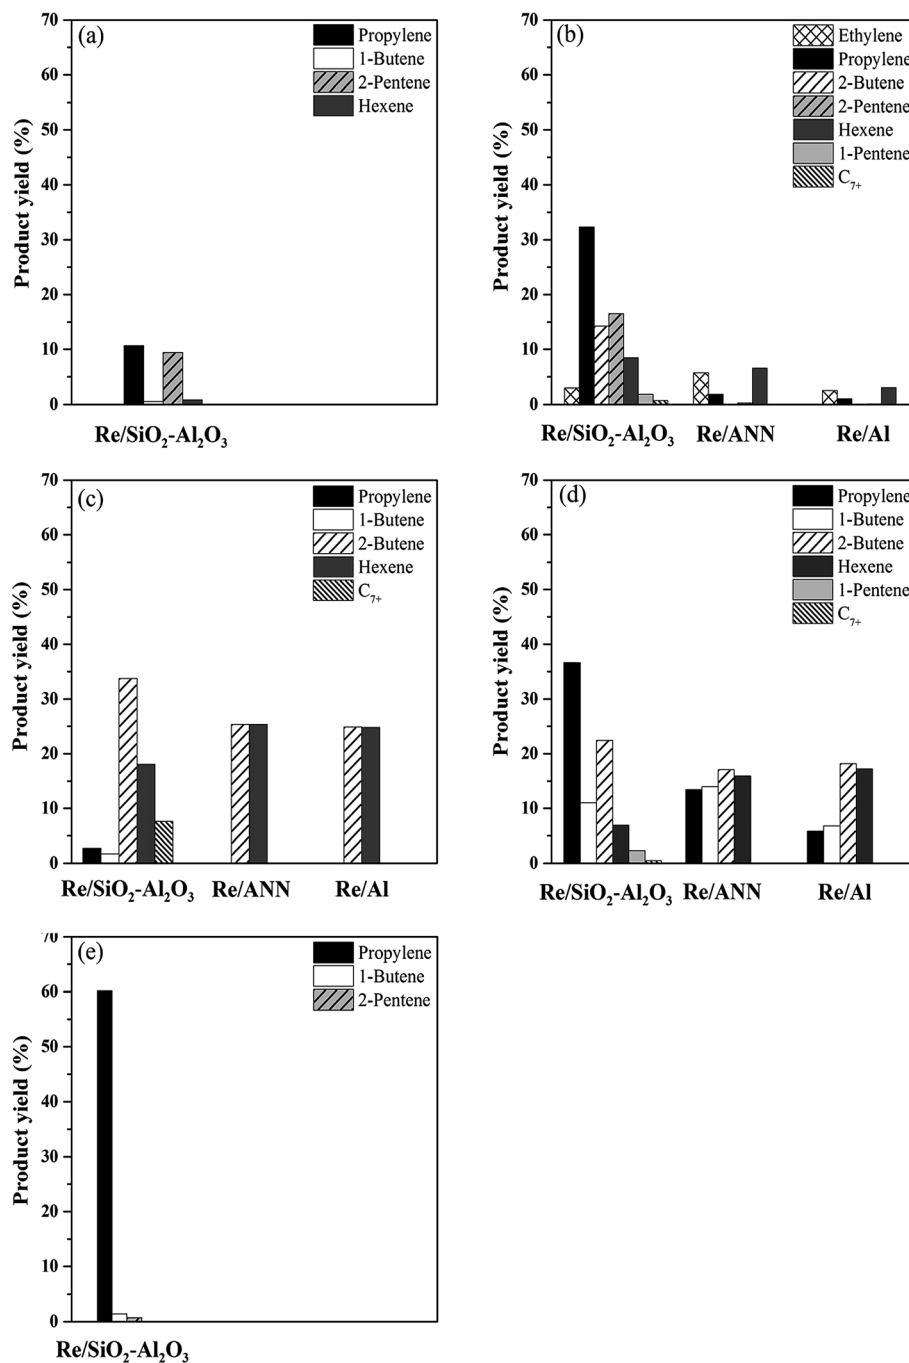 (a)
Propylene
1-Butene
2-Pentene
Hexene
Product yield (%)
70
60
50
40
30
20
10
0
Re/SiO₂-Al₂O₃
(b)
Ethylene
Propylene
2-Butene
2-Pentene
Hexene
1-Pentene
C₇₊
Product yield (%)
70
60
50
40
30
20
10
0
Re/SiO₂-Al₂O₃ Re/ANN Re/Al
(c)
Propylene
1-Butene
2-Butene
Hexene
C₇₊
Product yield (%)
70
60
50
40
30
20
10
0
Re/SiO₂-Al₂O₃ Re/ANN Re/Al
(d)
Propylene
1-Butene
2-Butene
Hexene
1-Pentene
C₇₊
Product yield (%)
70
60
50
40
30
20
10
0
Re/SiO₂-Al₂O₃ Re/ANN Re/Al
(e)
Propylene
1-Butene
2-Pentene
Product yield (%)
70
60
50
40
30
20
10
0
Re/SiO₂-Al₂O₃